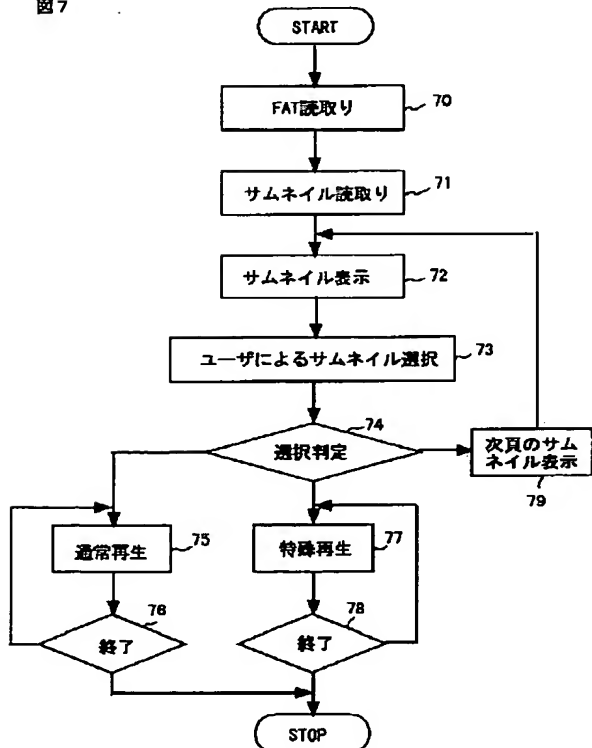 図7
START
FAT読取り
70
サムネイル読取り
71
サムネイル表示
72
ユーザによるサムネイル選択
73
74
選択判定
次頁のサム
ネイル表示
79
通常再生
75
特殊再生
77
76
終了
78
終了
STOP